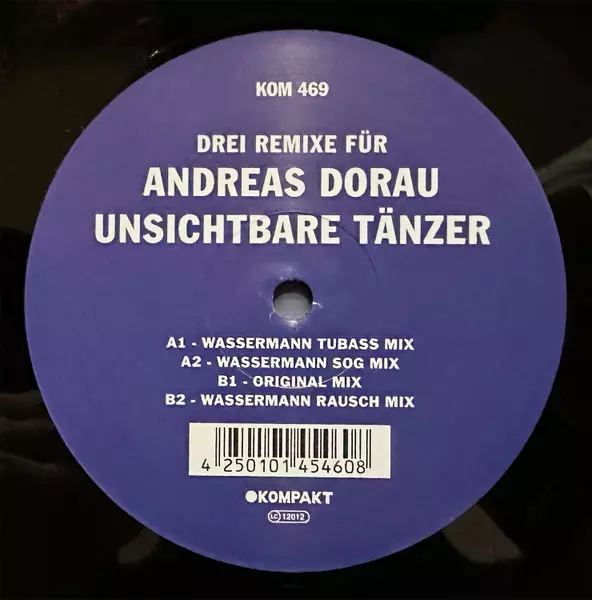 KOM 469
DREI REMIXE FÜR
ANDREAS DORAU
UNSICHTBARE TÄNZER
A1 - WASSERMANN TUBASS MIX
A2 - WASSERMANN SOG MIX
B1 - ORIGINAL MIX
B2 - WASSERMANN RAUSCH MIX
4 250101 454608
KOMPAKT
LC 12012